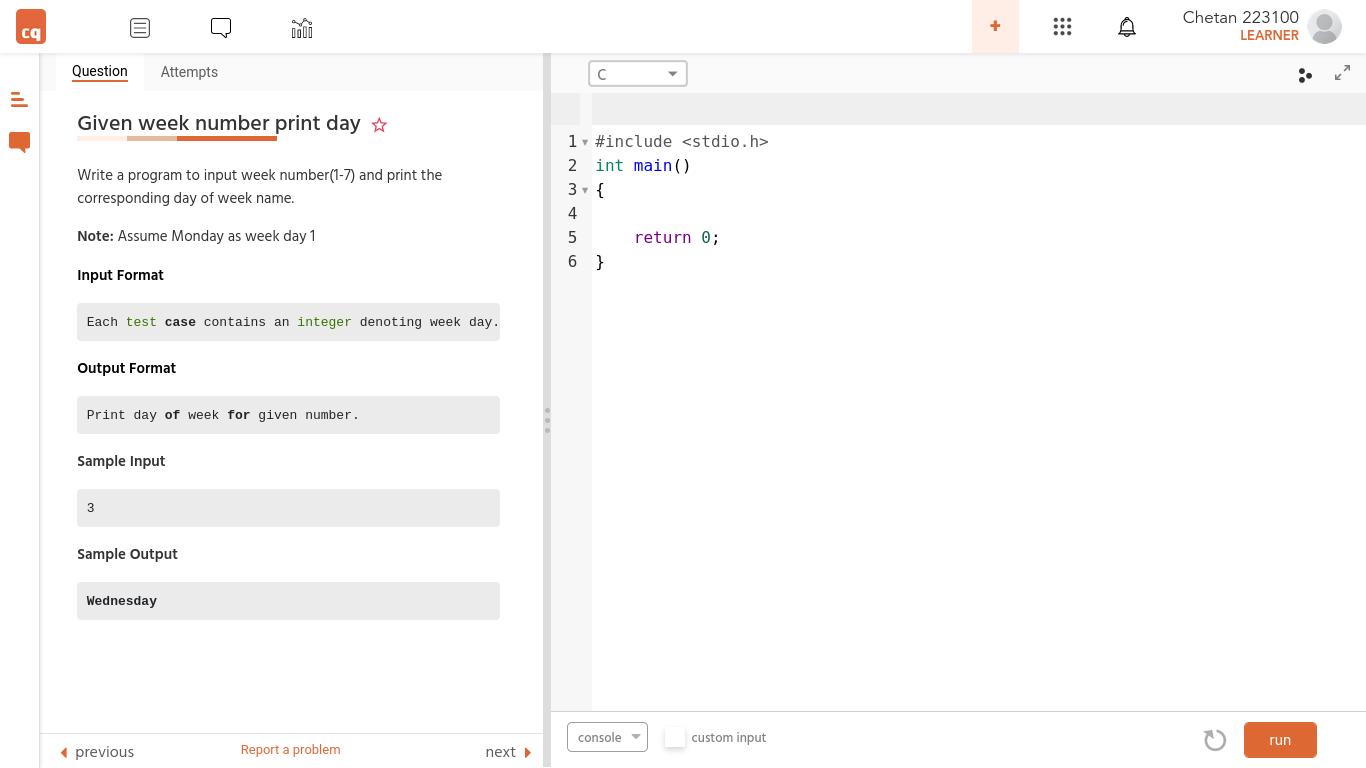 cq
+
Chetan 223100
LEARNER
Question
Attempts
Given week number print day
Write a program to input week number(1-7) and print the
corresponding day of week name.
Note: Assume Monday as week day 1
Input Format
Each test case contains an integer denoting week day.
Output Format
Print day of week for given number.
Sample Input
3
Sample Output
Wednesday
previous
Report a problem
next
C
1 #include <stdio.h>
2 int main()
3 {
4
5     return 0;
6 }
console
custom input
run